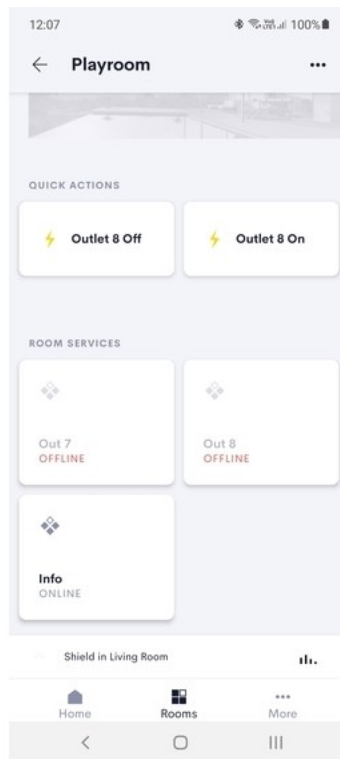 12:07
100%
Playroom
QUICK ACTIONS
Outlet 8 Off
Outlet 8 On
ROOM SERVICES
Out 7
OFFLINE
Out 8
OFFLINE
Info
ONLINE
Shield in Living Room
Home
Rooms
More